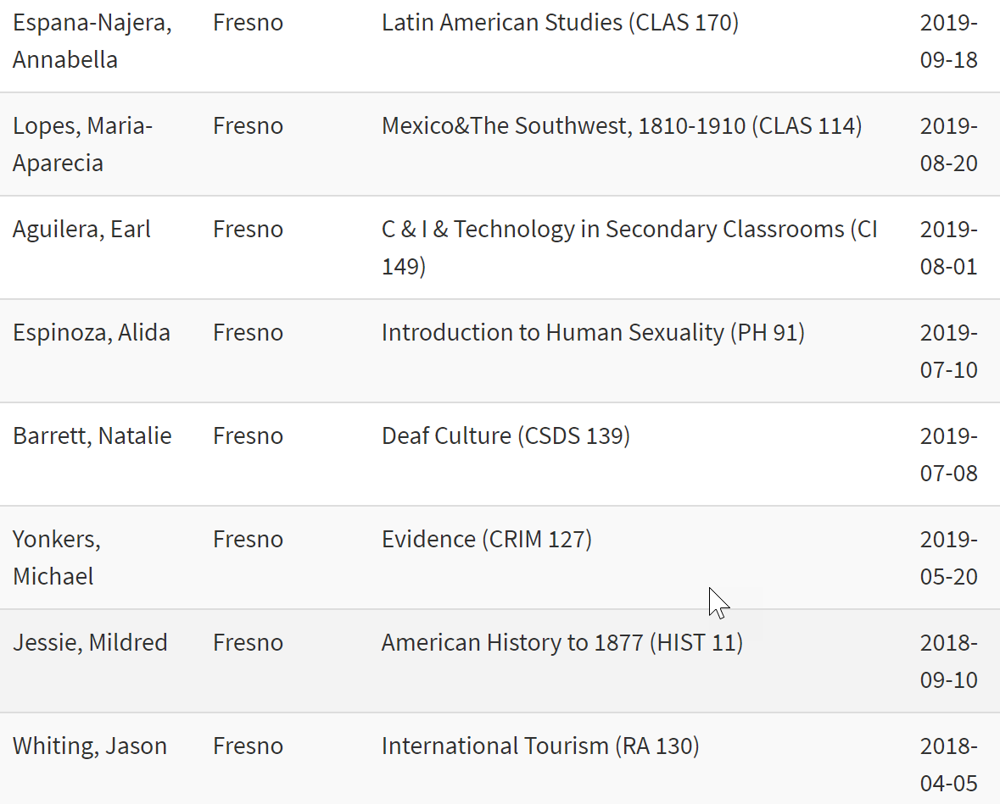 Espana-Najera, Fresno Latin American Studies (CLAS 170) 2019-
Annabella 09-18
Lopes, Maria- Fresno Mexico&The Southwest, 1810-1910 (CLAS 114) 2019-
Aparecia 08-20
Aguilera, Earl Fresno C & I & Technology in Secondary Classrooms (CI 2019-
149) 08-01
Espinoza, Alida Fresno Introduction to Human Sexuality (PH 91) 2019-
07-10
Barrett, Natalie Fresno Deaf Culture (CSDS 139) 2019-
07-08
Yonkers, Fresno Evidence (CRIM 127) 2019-
Michael 05-20
Jessie, Mildred Fresno American History to 1877 (HIST 11) 2018-
09-10
Whiting, Jason Fresno International Tourism (RA 130) 2018-
04-05